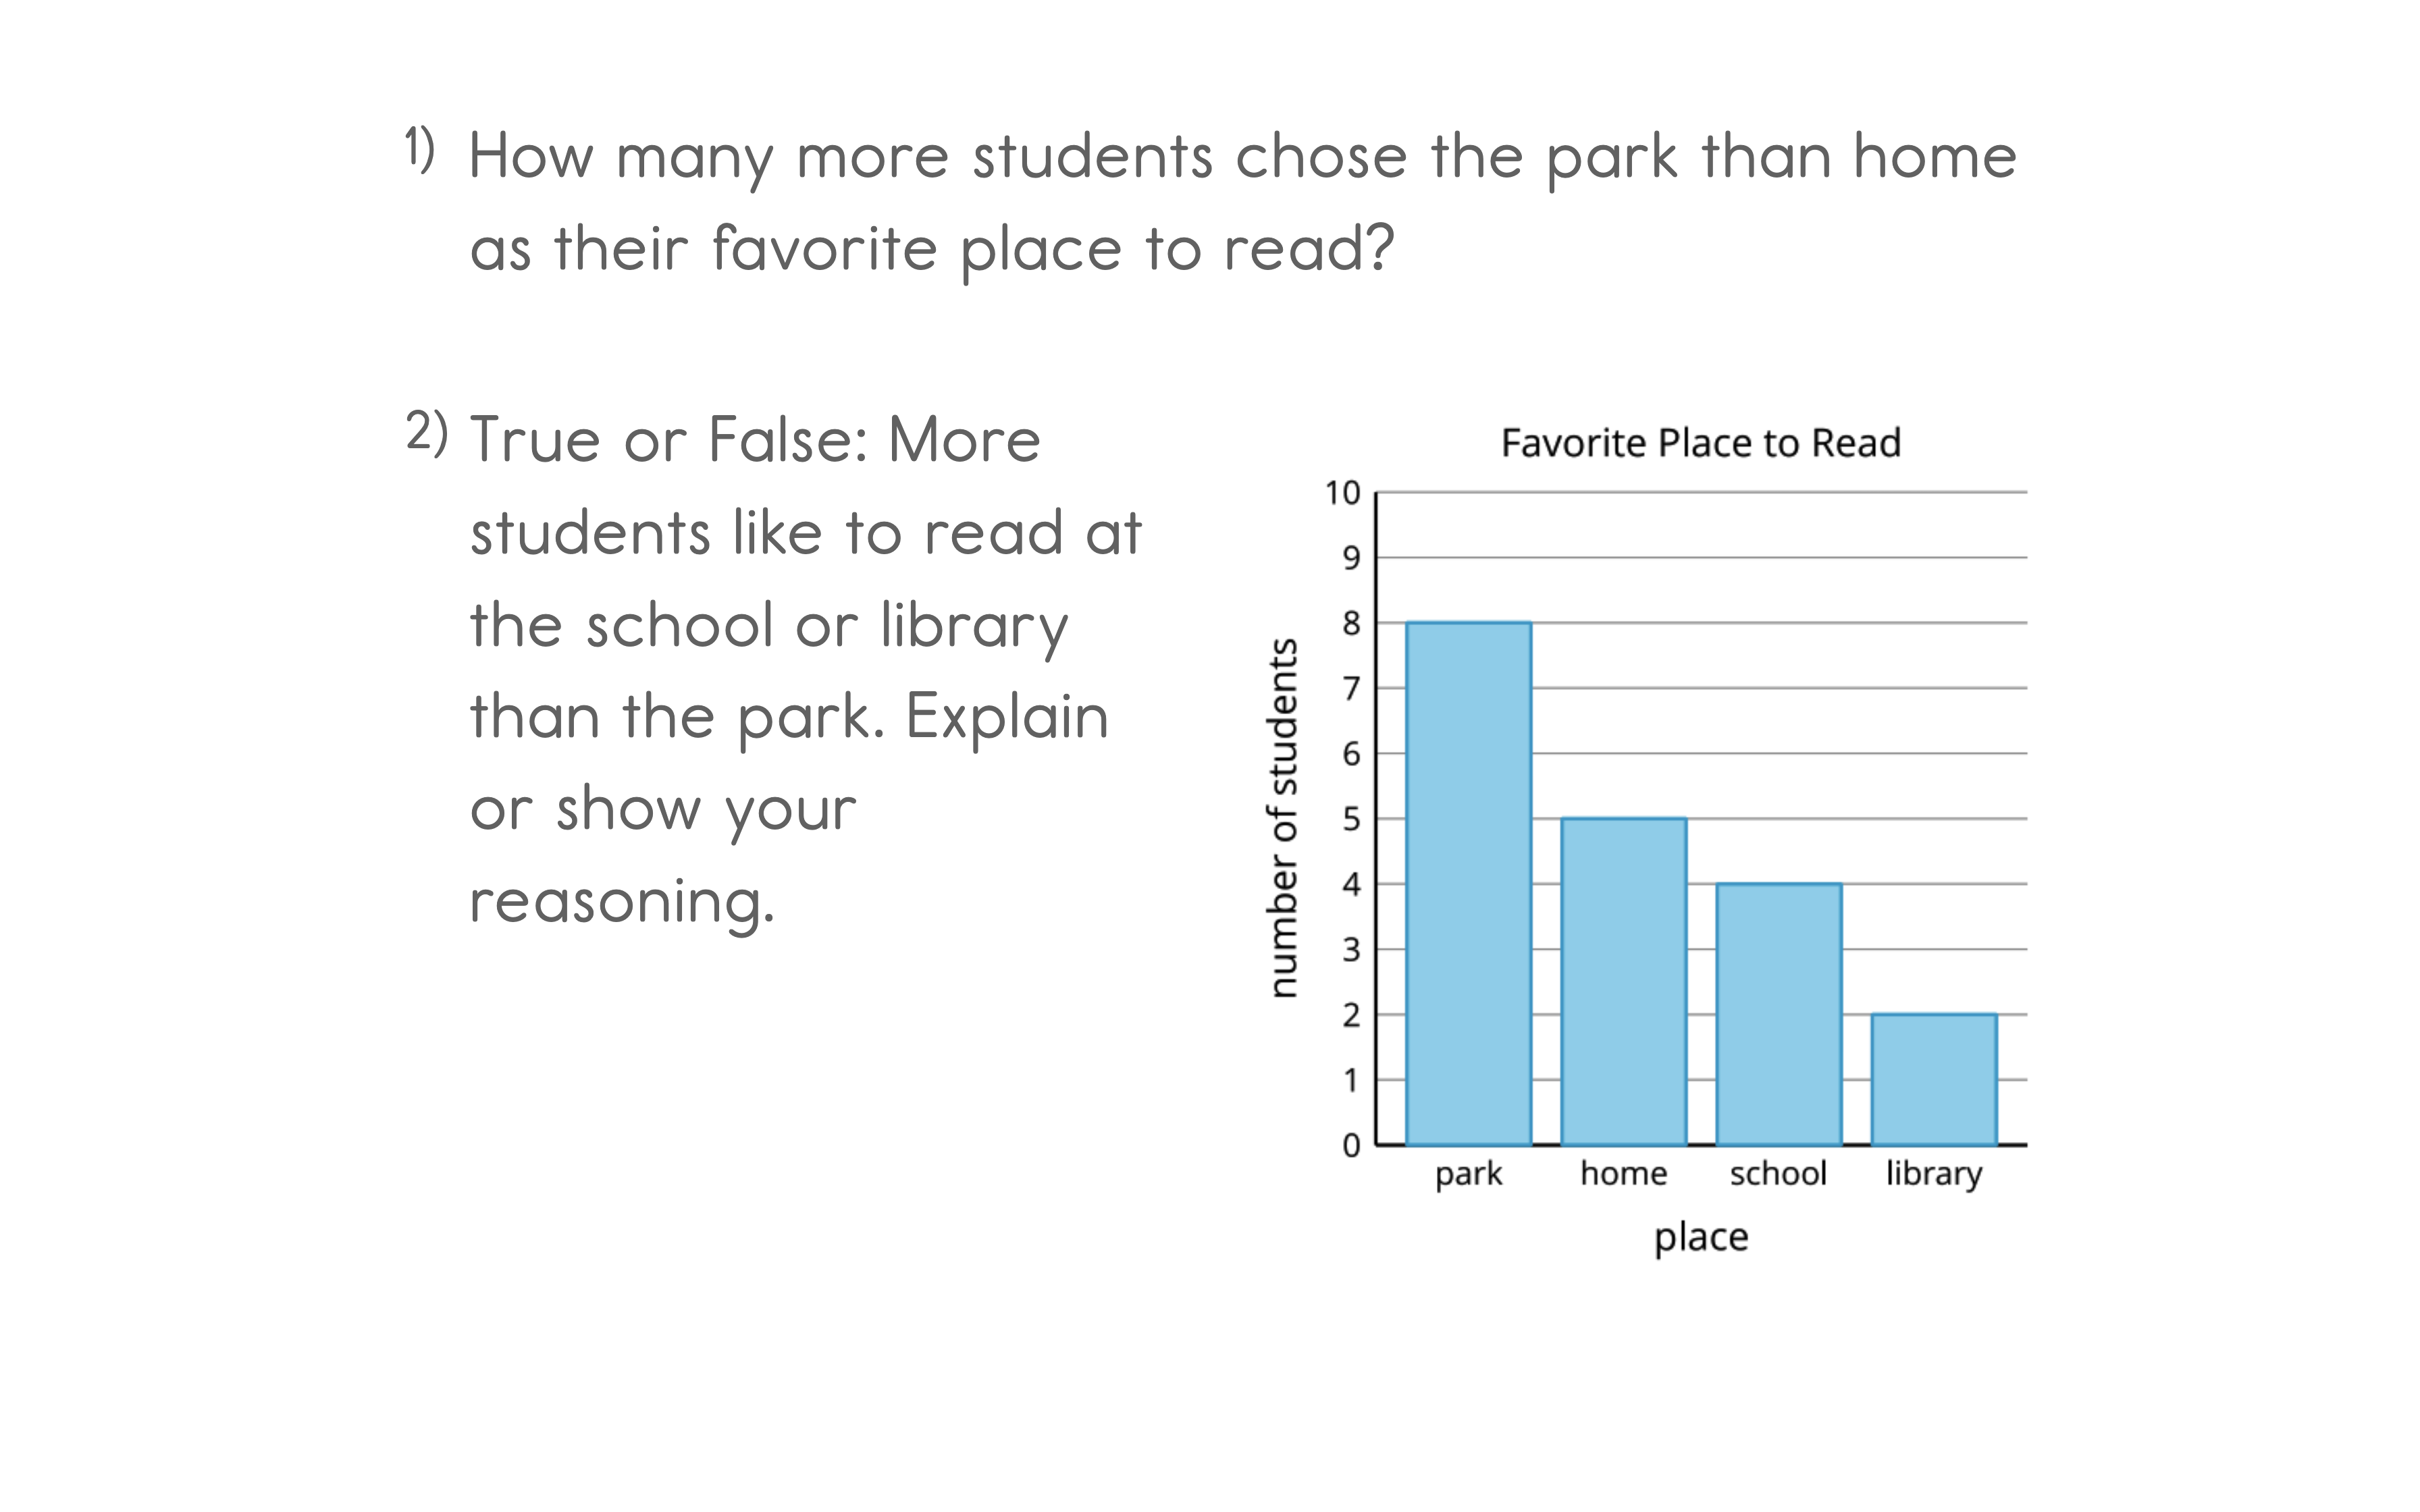 1) How many more students chose the park than home
as their favorite place to read?
2) True or False: More
students like to read at
the school or library
than the park. Explain
or show your
reasoning.
Favorite Place to Read
10
9
8
7
6
5
4
3
2
1
0
number of students
park home school library
place